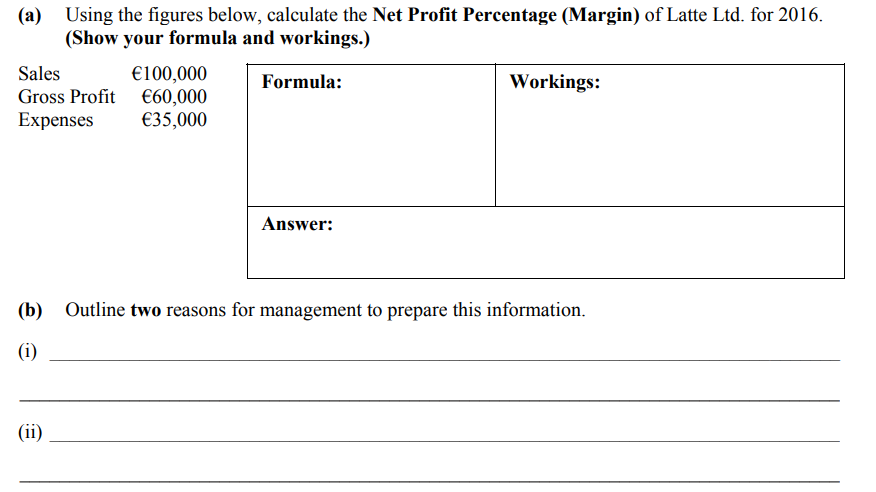 (a) Using the figures below, calculate the Net Profit Percentage (Margin) of Latte Ltd. for 2016.
(Show your formula and workings.)
Sales €100,000
Gross Profit €60,000
Expenses €35,000
Formula:
Workings:
Answer:
(b) Outline two reasons for management to prepare this information.
(i)
(ii)